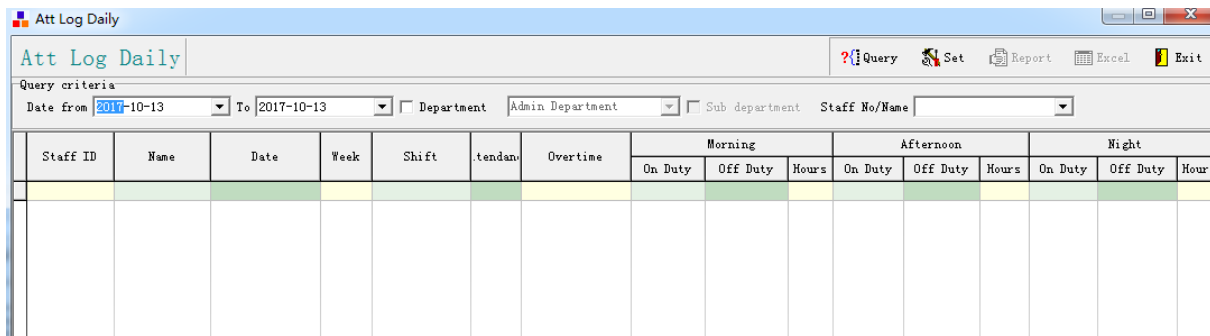 Att Log Daily
Att Log Daily
?{ Query Set Report Excel Exit
Query criteria
Date from 2017-10-13 To 2017-10-13 Department Admin Department Sub department Staff No/Name
Staff ID Name Date Week Shift .tendan Overtime Morning Afternoon Night
On Duty Off Duty Hours On Duty Off Duty Hours On Duty Off Duty Hour